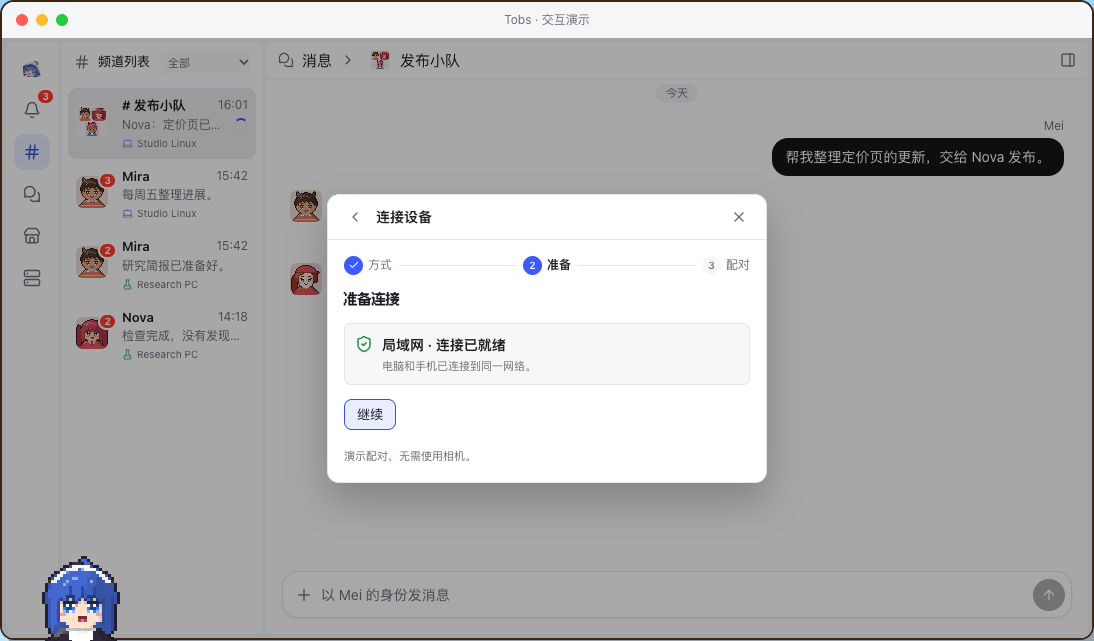 Tobs · 交互演示
3
频道列表
全部
# 发布小队
16:01
Nova：定价页已...
Studio Linux
3
Mira
15:42
每周五整理进展。
Studio Linux
2
Mira
15:42
研究简报已准备好。
Research PC
2
Nova
14:18
检查完成，没有发现...
Research PC
消息
发布小队
今天
Mei
帮我整理定价页的更新，交给 Nova 发布。
连接设备
方式
2 准备
3 配对
准备连接
局域网 · 连接已就绪
电脑和手机已连接到同一网络。
继续
演示配对，无需使用相机。
以 Mei 的身份发消息